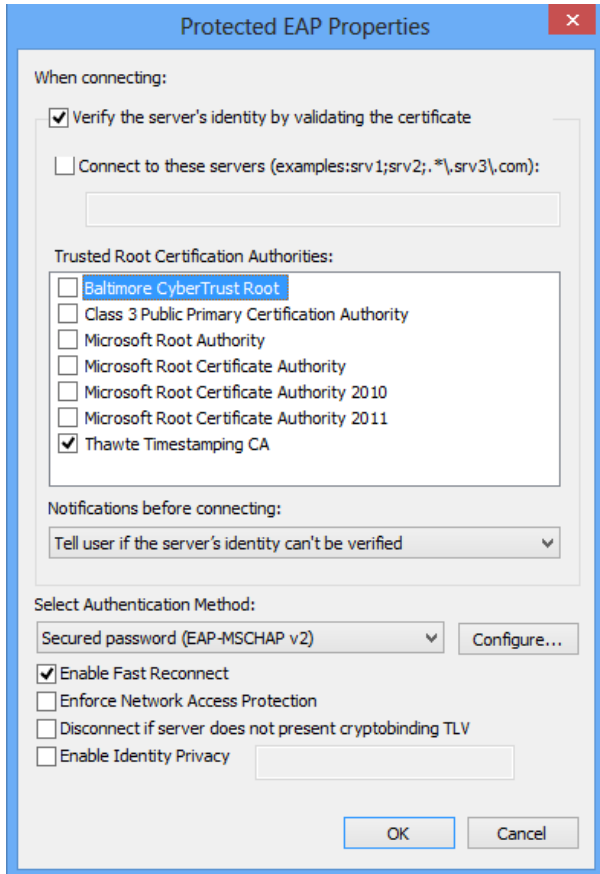 Protected EAP Properties
When connecting:
Verify the server's identity by validating the certificate
Connect to these servers (examples:srv1;srv2;.*\.srv3\.com):
Trusted Root Certification Authorities:
Baltimore CyberTrust Root
Class 3 Public Primary Certification Authority
Microsoft Root Authority
Microsoft Root Certificate Authority
Microsoft Root Certificate Authority 2010
Microsoft Root Certificate Authority 2011
Thawte Timestamping CA
Notifications before connecting:
Tell user if the server's identity can't be verified
Select Authentication Method:
Secured password (EAP-MSCHAP v2) Configure...
Enable Fast Reconnect
Enforce Network Access Protection
Disconnect if server does not present cryptobinding TLV
Enable Identity Privacy
OK Cancel